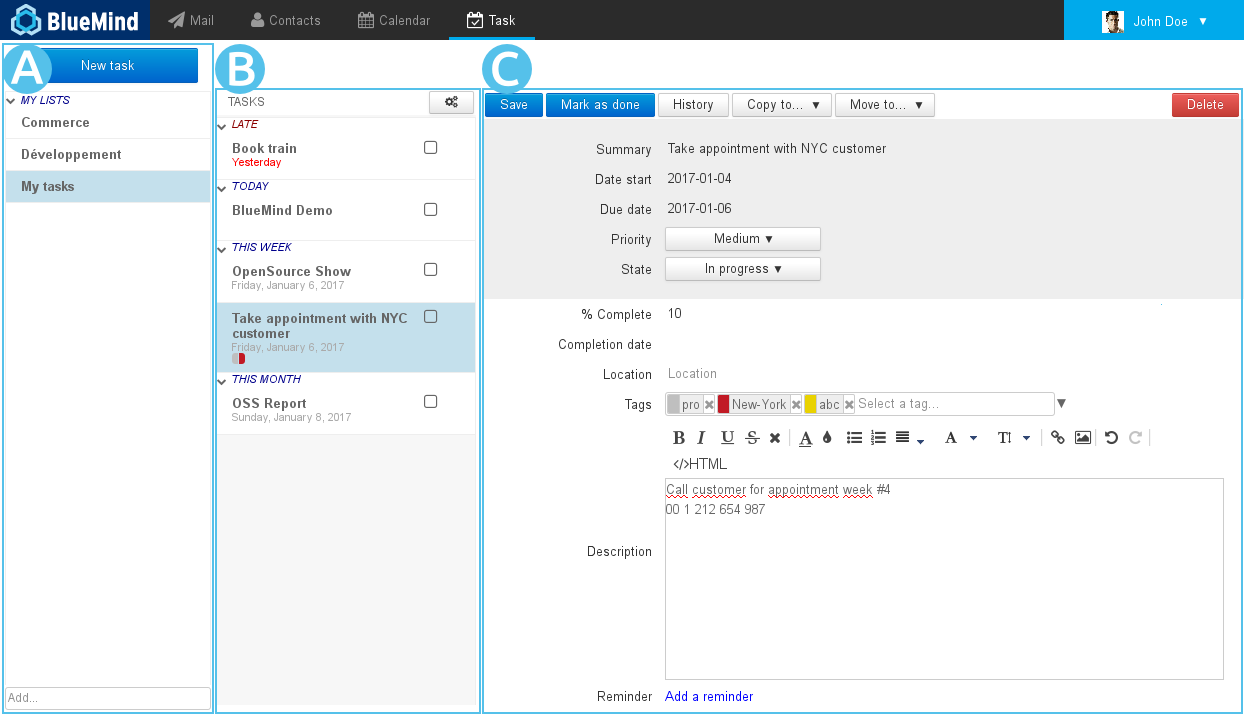 BlueMind Mail Contacts Calendar Task John Doe ▼
A
New task
MY LISTS
Commerce
Développement
My tasks
Add...
B
TASKS
LATE
Book train
Yesterday
TODAY
BlueMind Demo
THIS WEEK
OpenSource Show
Friday, January 6, 2017
Take appointment with NYC
customer
Friday, January 6, 2017
THIS MONTH
OSS Report
Sunday, January 8, 2017
C
Save Mark as done History Copy to... ▼ Move to... ▼ Delete
Summary Take appointment with NYC customer
Date start 2017-01-04
Due date 2017-01-06
Priority Medium ▼
State In progress ▼
% Complete 10
Completion date
Location Location
Tags pro New-York abc Select a tag... ▼
B I U S A A T!
</>HTML
Call customer for appointment week #4
00 1 212 654 987
Description
Reminder Add a reminder